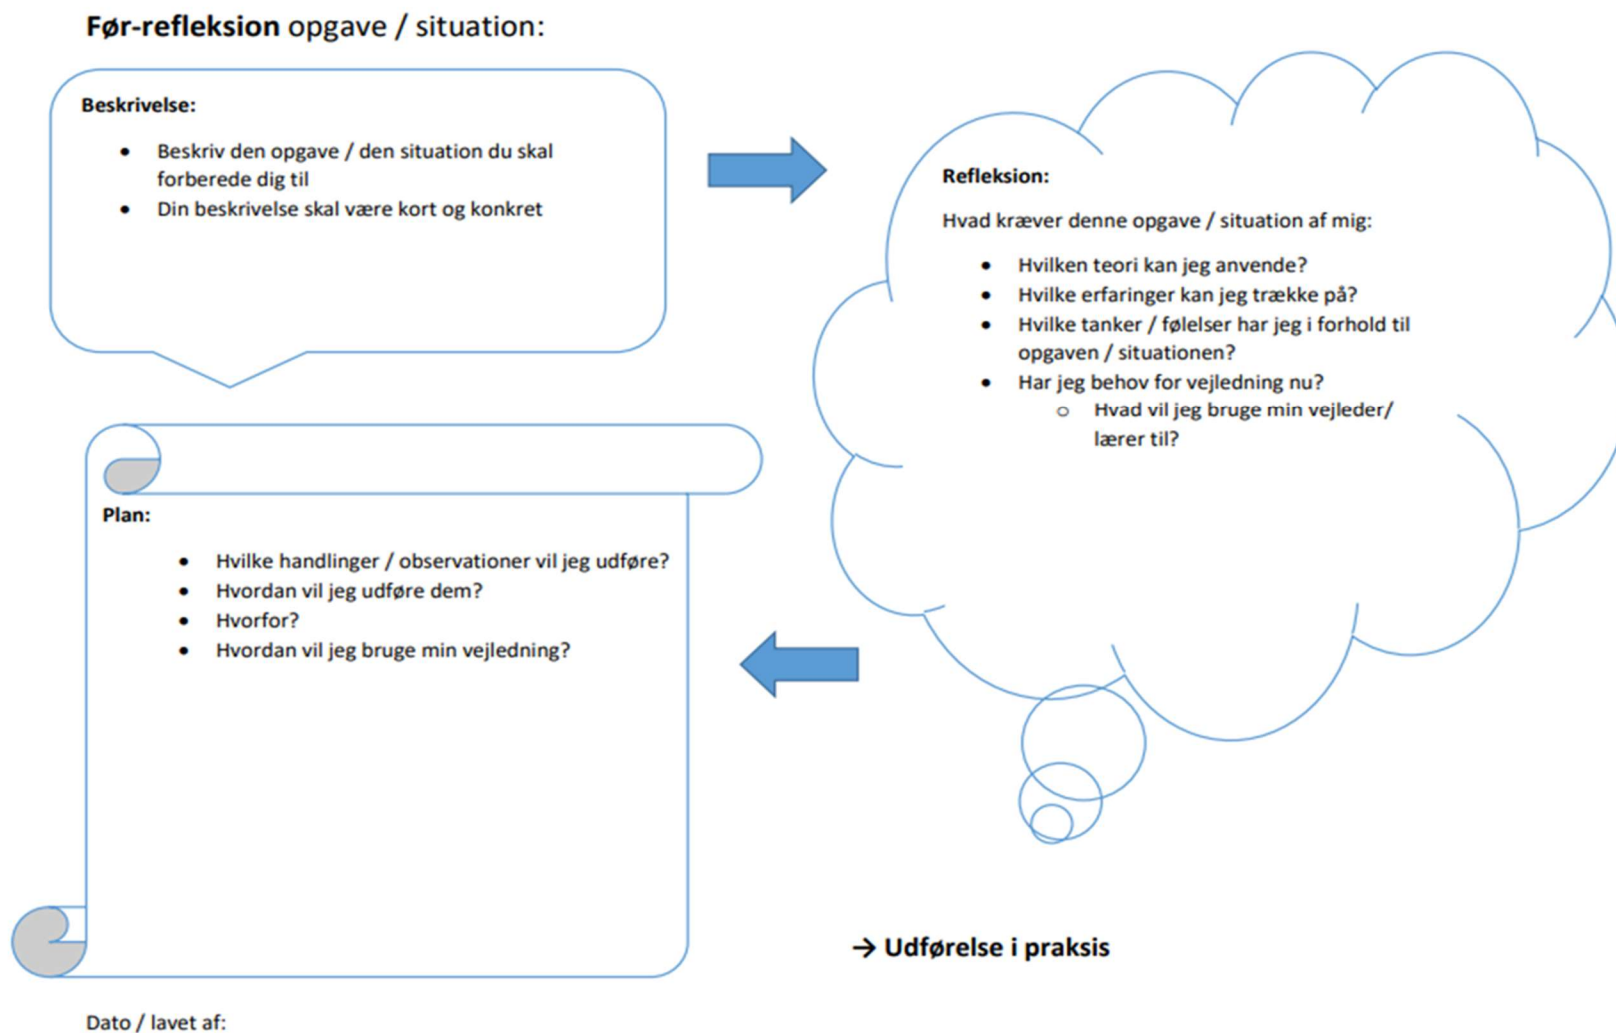 Før-refleksion opgave / situation:
Beskrivelse:
• Beskriv den opgave / den situation du skal
forberede dig til
• Din beskrivelse skal være kort og konkret
Refleksion:
Hvad kræver denne opgave / situation af mig:
• Hvilken teori kan jeg anvende?
• Hvilke erfaringer kan jeg trække på?
• Hvilke tanker / følelser har jeg i forhold til
opgaven / situationen?
• Har jeg behov for vejledning nu?
o Hvad vil jeg bruge min vejleder/
lærer til?
Plan:
• Hvilke handlinger / observationer vil jeg udføre?
• Hvordan vil jeg udføre dem?
• Hvorfor?
• Hvordan vil jeg bruge min vejledning?
→ Udførelse i praksis
Dato / lavet af: